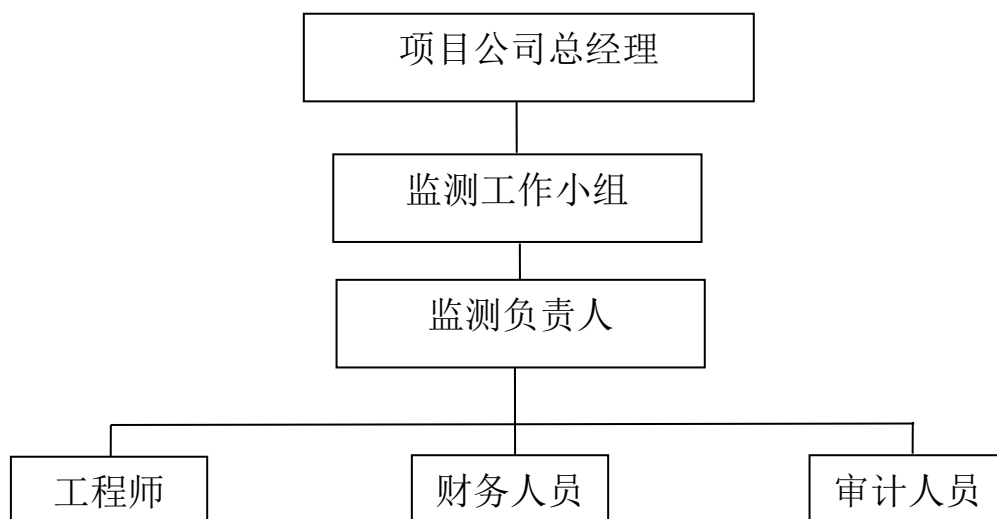 项目公司总经理
监测工作小组
监测负责人
工程师
财务人员
审计人员